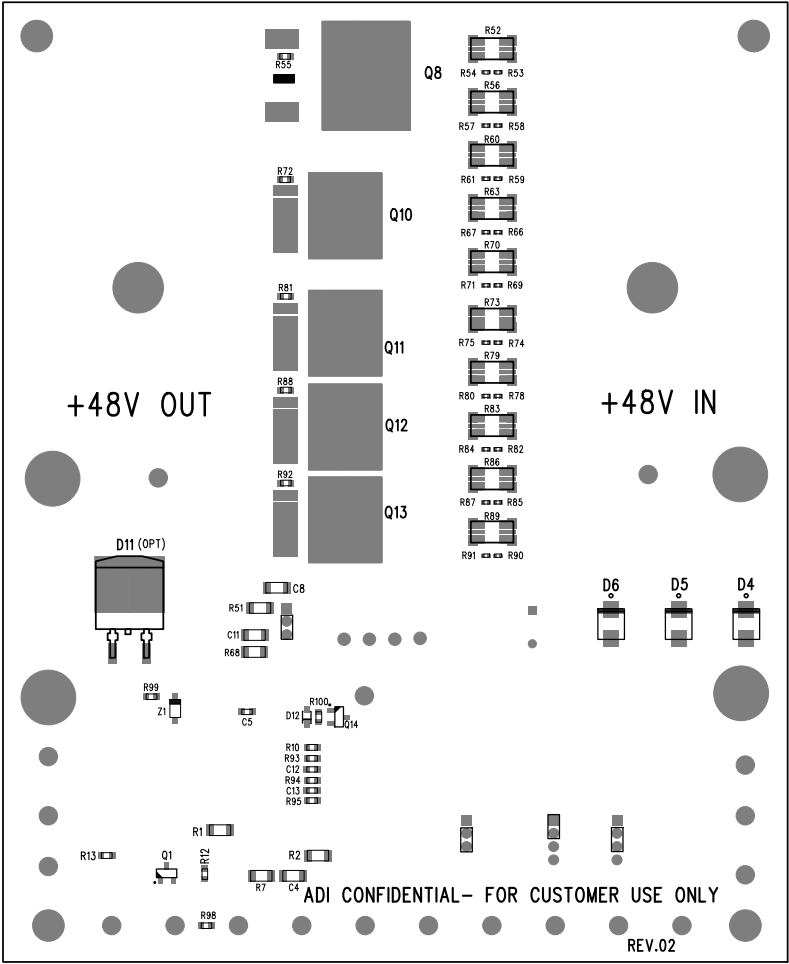 R52
R55
Q8
R54 R53
R56
R57 R58
R60
R72
R61 R59
R63
Q10
R67 R66
R70
R81
R71 R69
R73
Q11
R75 R74
R79
R88
R80 R78
+48V OUT
+48V IN
R83
Q12
R84 R82
R86
R92
R87 R85
Q13
R89
D11 (OPT)
R91 R90
D6 D5 D4
C8
R51
C11
R68
R99
Z1
C5
R100
D12
Q14
R10
R93
C12
R94
C13
R95
R1
R13
Q1
R12
R2
R7 C4
ADI CONFIDENTIAL- FOR CUSTOMER USE ONLY
R98
REV.02